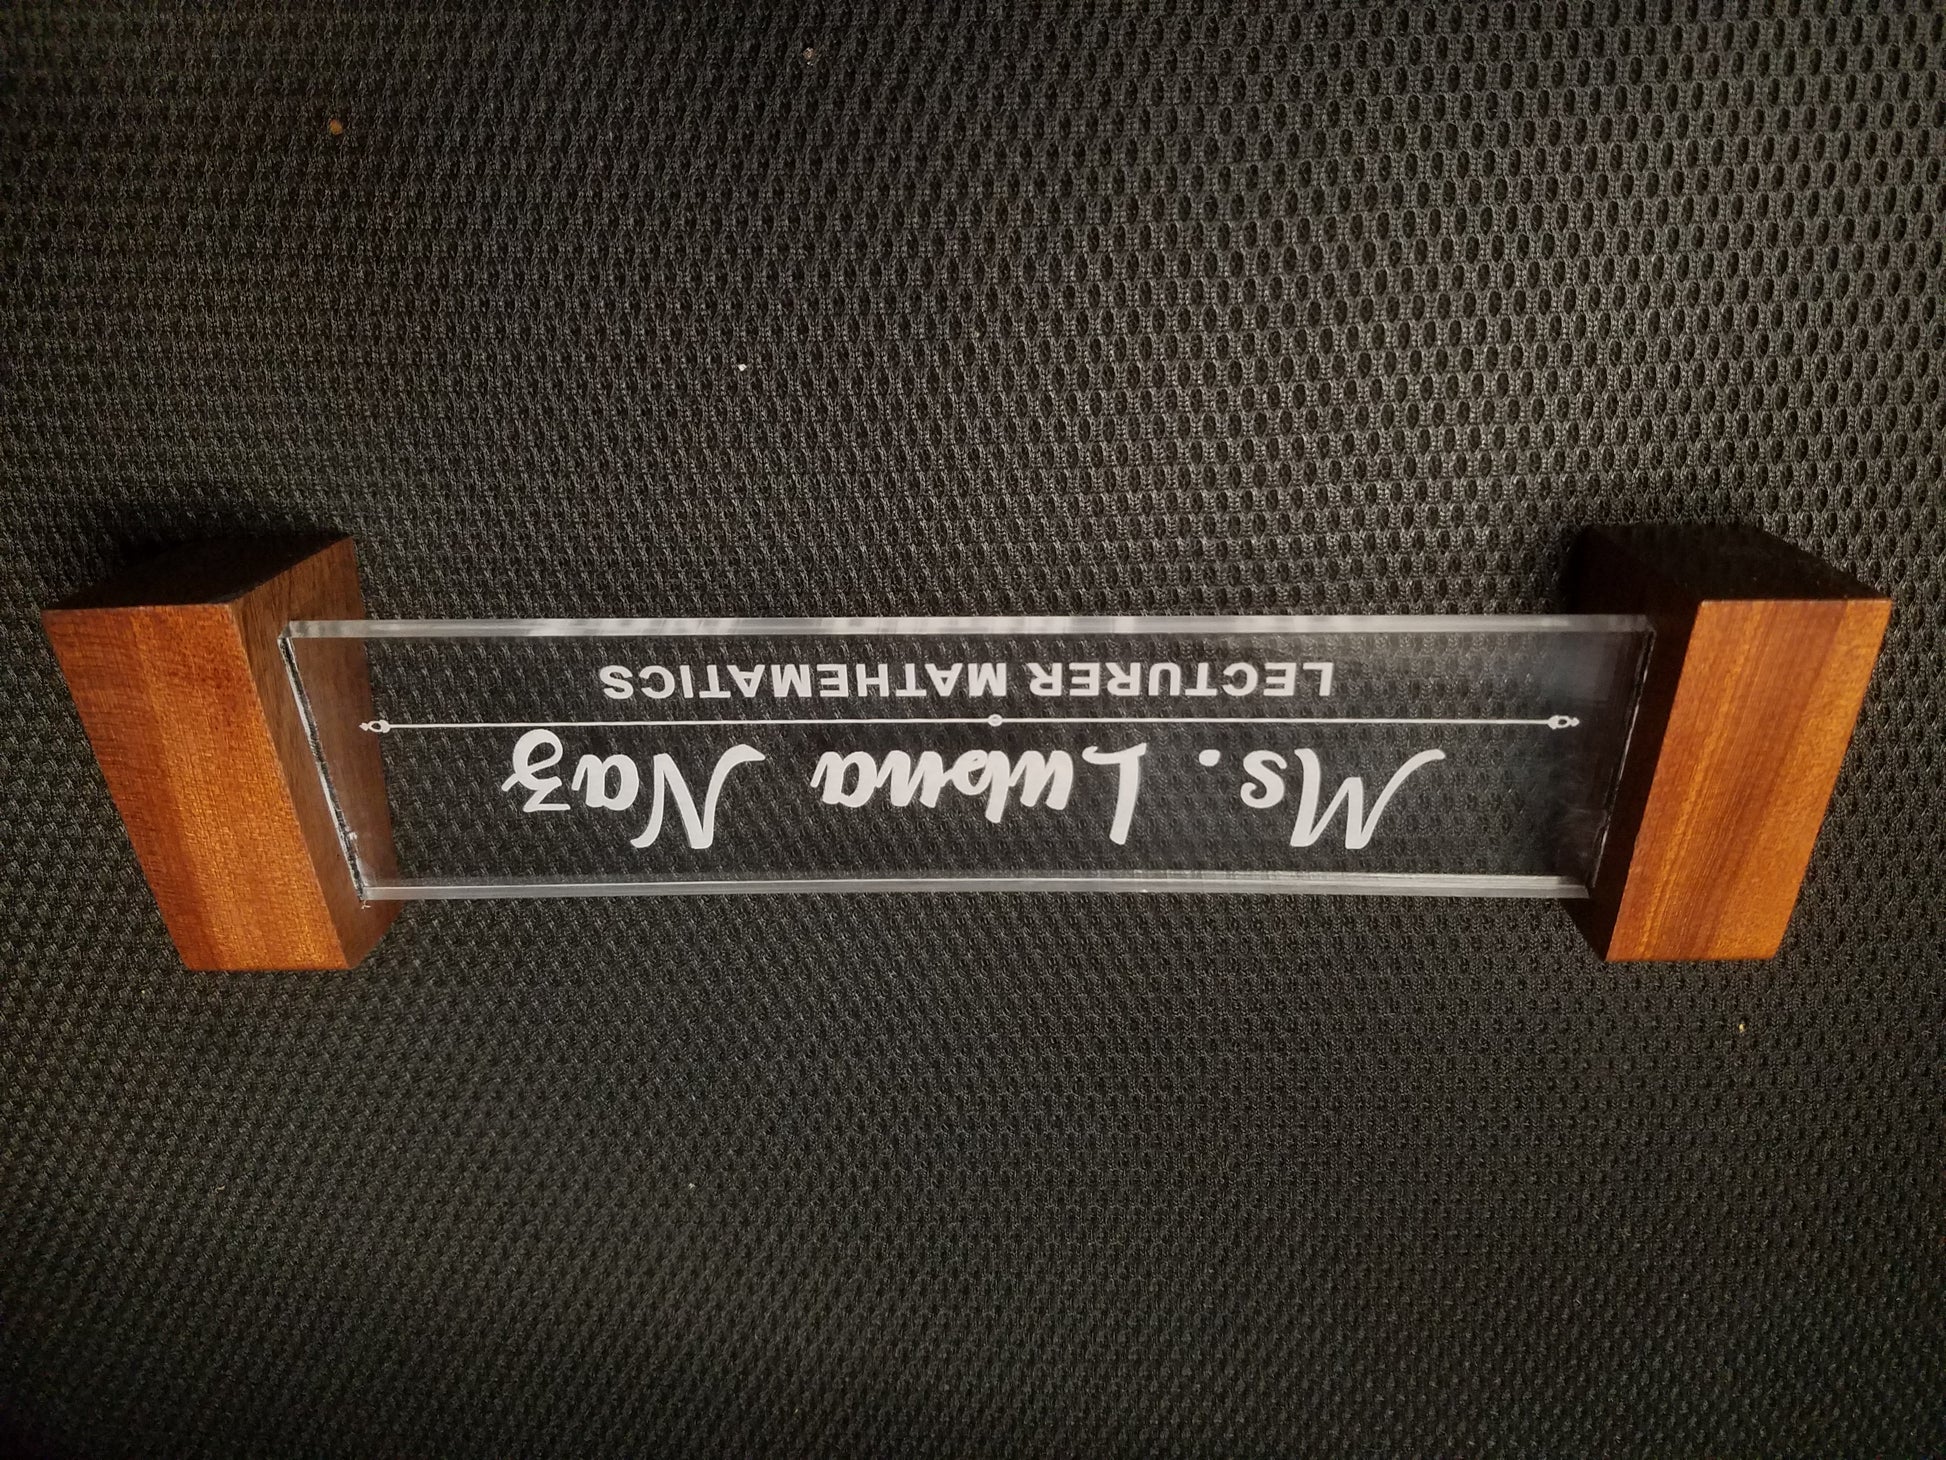 Ms. Lubna Naz
LECTURER MATHEMATICS